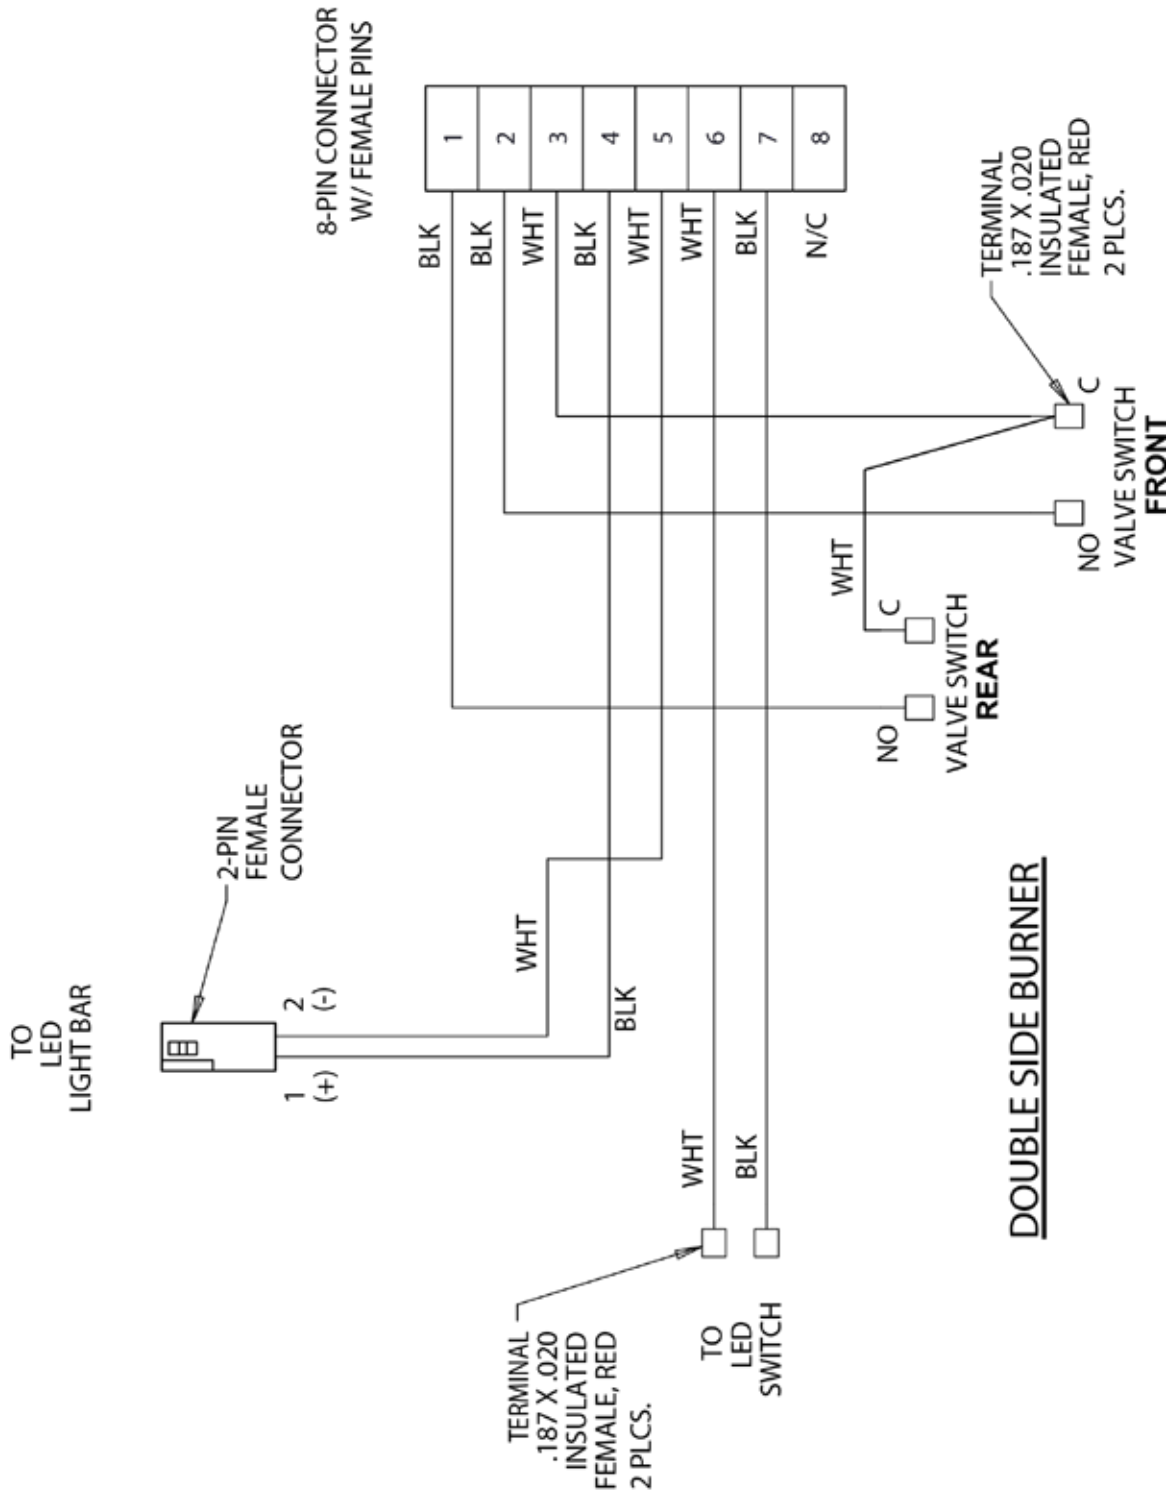 TO
LED
LIGHT BAR
2-PIN
FEMALE
CONNECTOR
1
(+)
2
(-)
8-PIN CONNECTOR
W/ FEMALE PINS
BLK
1
BLK
2
WHT
3
BLK
4
WHT
5
WHT
6
BLK
7
N/C
8
WHT
BLK
WHT
BLK
TERMINAL
.187 X .020
INSULATED
FEMALE, RED
2 PLCS.
TO
LED
SWITCH
WHT
NO
C
VALVE SWITCH
REAR
NO
C
VALVE SWITCH
FRONT
TERMINAL
.187 X .020
INSULATED
FEMALE, RED
2 PLCS.
DOUBLE SIDE BURNER